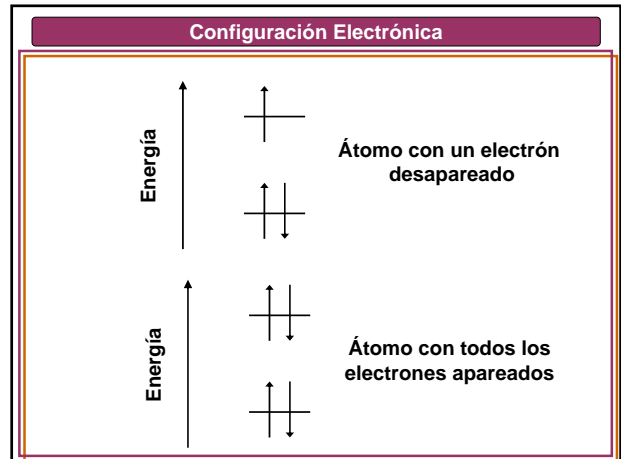 Configuración Electrónica
Energía
Átomo con un electrón
desapareado
Energía
Átomo con todos los
electrones apareados